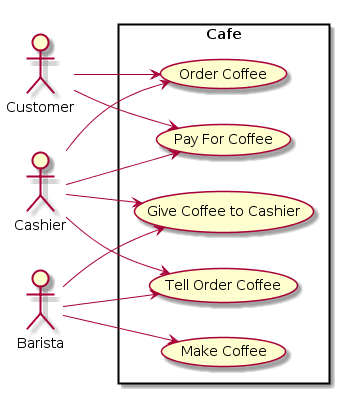 Cafe
Order Coffee
Customer
Pay For Coffee
Cashier
Give Coffee to Cashier
Tell Order Coffee
Barista
Make Coffee